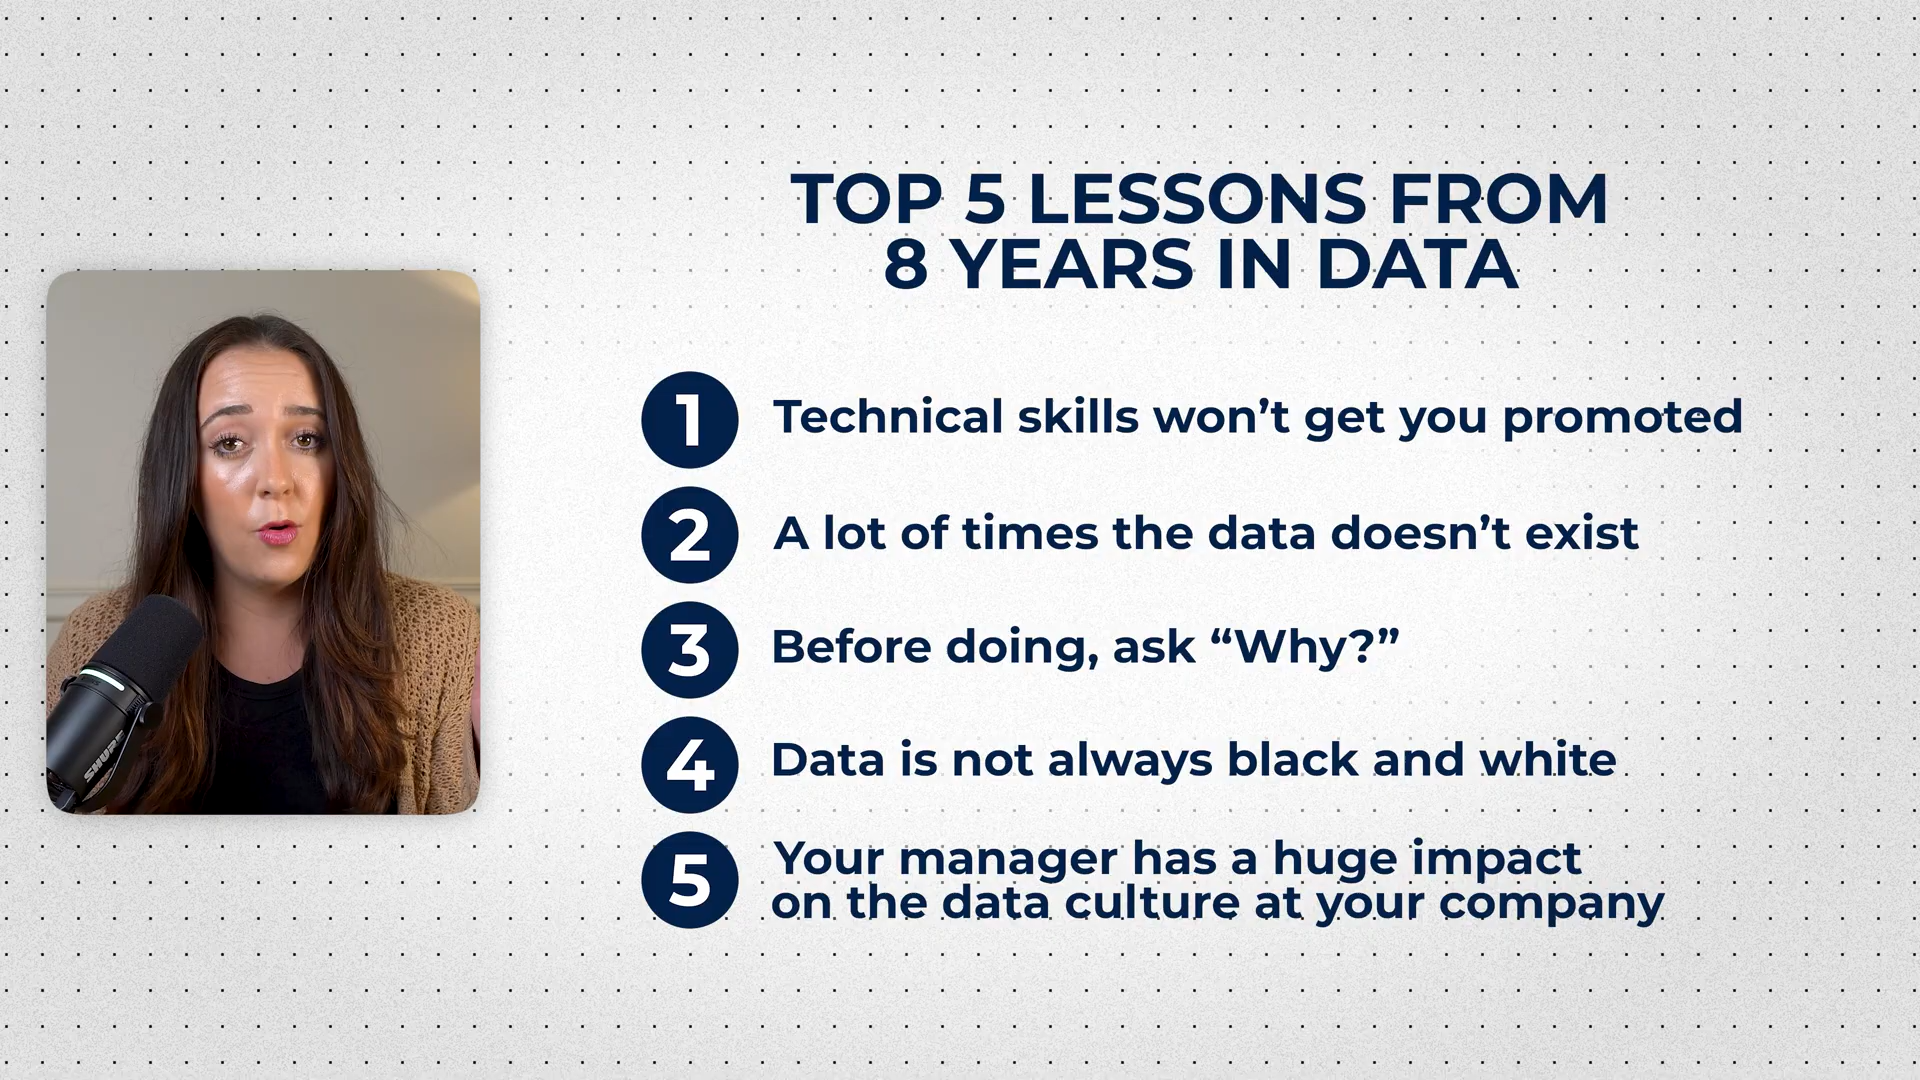 TOP 5 LESSONS FROM
8 YEARS IN DATA
1 Technical skills won’t get you promoted
2 A lot of times the data doesn’t exist
3 Before doing, ask “Why?”
4 Data is not always black and white
5 Your manager has a huge impact
on the data culture at your company
SHURE